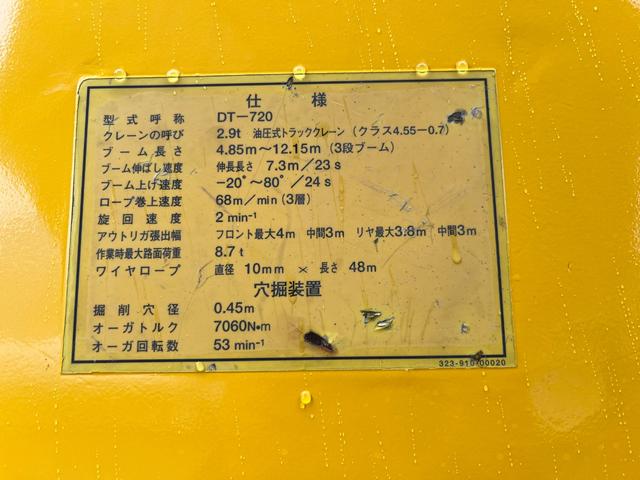 仕 様
型式呼称 DT-720
クレーンの呼び 2.9t 油圧式トラッククレーン (クラス4.55-0.7)
ブーム長さ 4.85m~12.15m(3段ブーム)
ブーム伸ばし速度 伸長長さ 7.3m/23s
ブーム上げ速度 -20°~80°/24s
ロープ巻上速度 68m/min(3層)
旋回速度 2 min⁻¹
アウトリガ張出幅 フロント最大4m 中間3m リヤ最大3.8m 中間3m
作業時最大路面荷重 8.7t
ワイヤロープ 直径 10mm × 長さ 48m
穴掘装置
掘削穴径 0.45m
オーガトルク 7060N•m
オーガ回転数 53 min⁻¹
323-910-00020